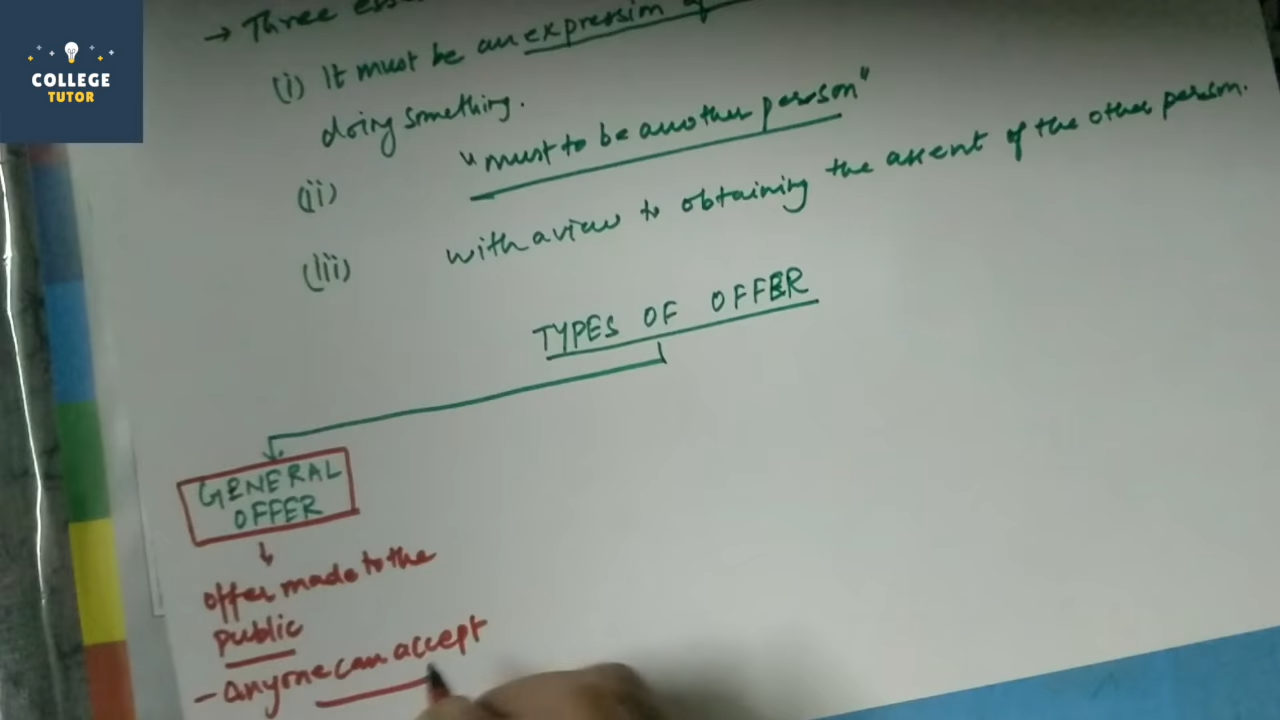 COLLEGE
TUTOR
→ Three
(i) It must be an expression of
doing something.
(ii) "must to be another person"
(iii) with a view to obtaining the assent of the other person.
TYPES OF OFFER
GENERAL
OFFER
offer made to the
public
- anyone can accept